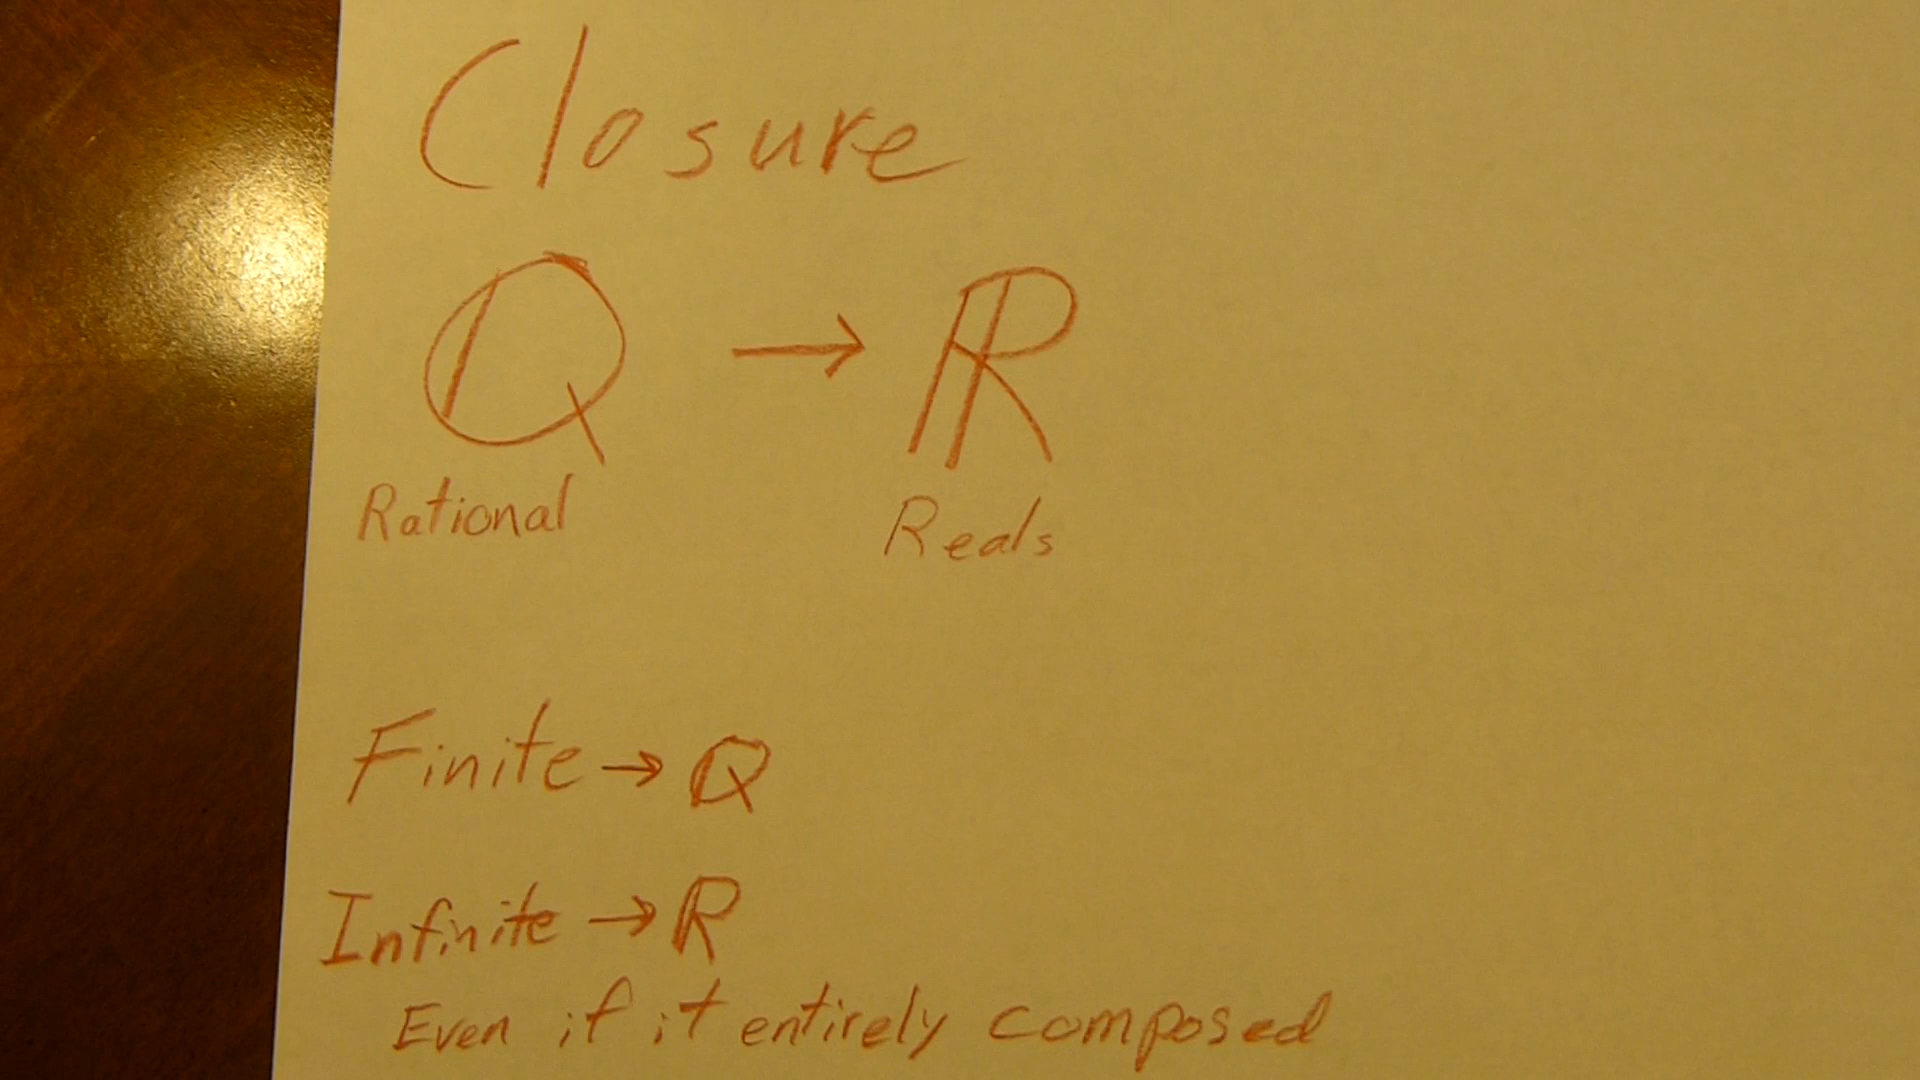 Closure
ℚ → ℝ
Rational Reals
Finite → ℚ
Infinite → ℝ
Even if it entirely composed